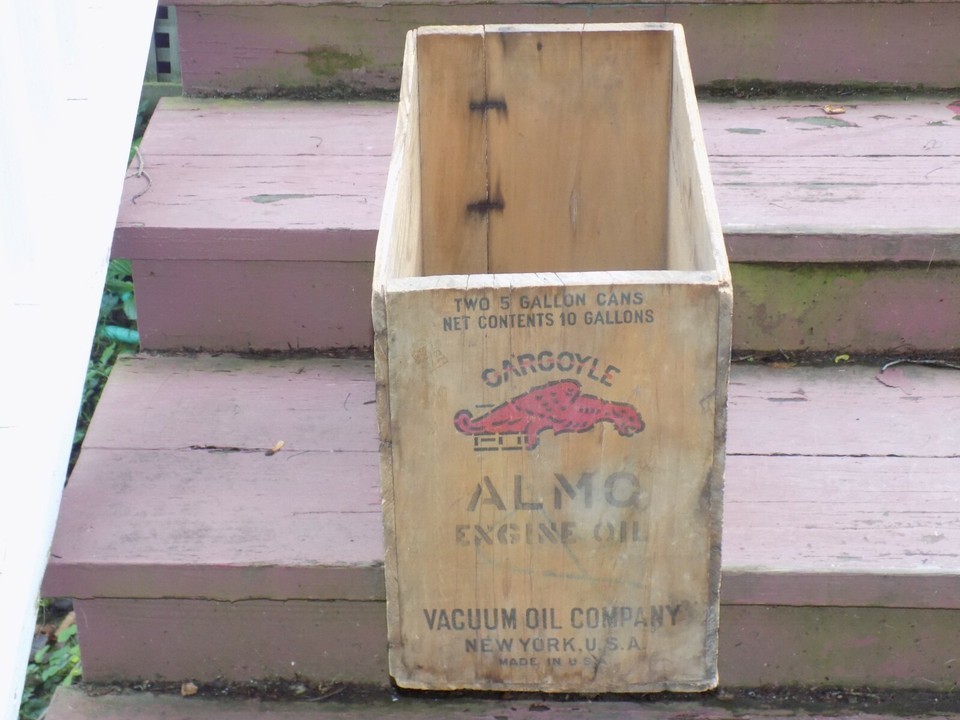 TWO 5 GALLON CANS
NET CONTENTS 10 GALLONS
GARGOYLE
ALMO
ENGINE OIL
VACUUM OIL COMPANY
NEW YORK, U.S.A.
MADE IN U.S.A.